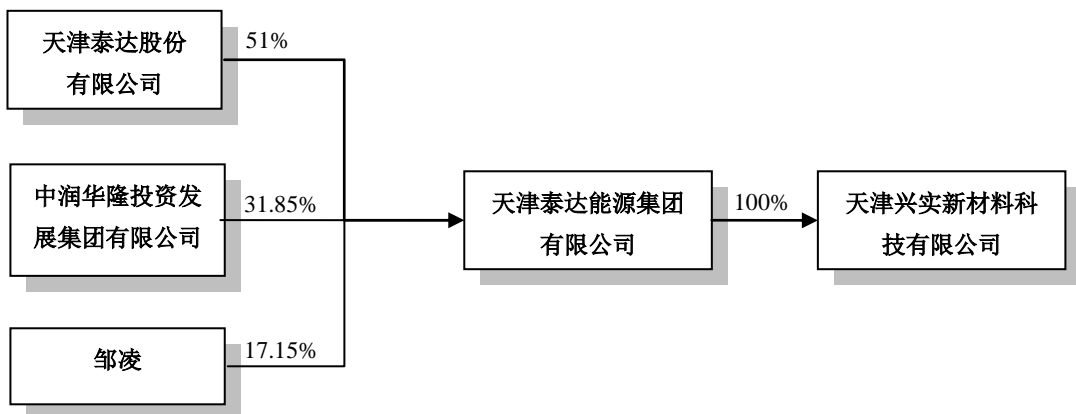 天津泰达股份
有限公司
51%
中润华隆投资发
展集团有限公司
31.85%
邹凌
17.15%
天津泰达能源集团
有限公司
100%
天津兴实新材料科
技有限公司